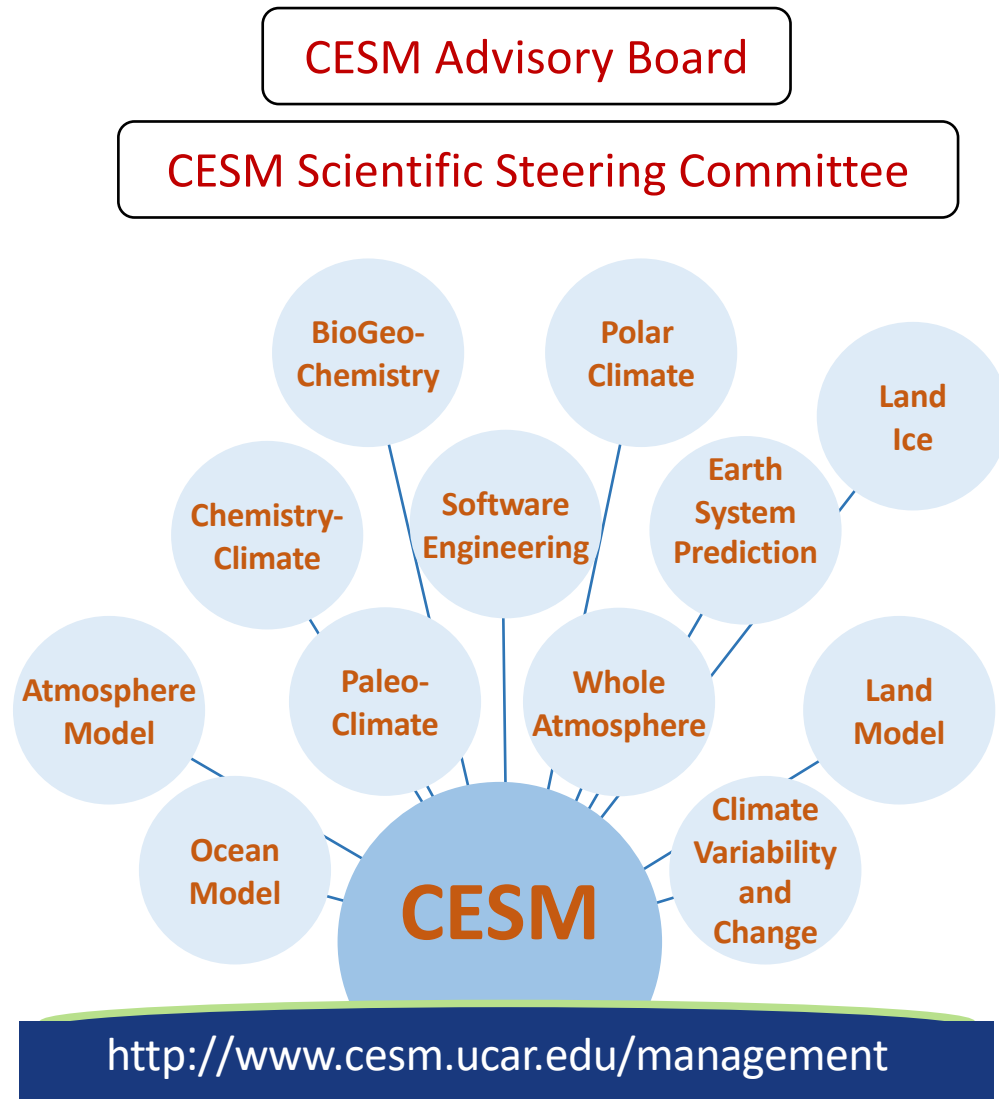 CESM Advisory Board
CESM Scientific Steering Committee
BioGeo-
Chemistry
Polar
Climate
Land
Ice
Chemistry-
Climate
Software
Engineering
Earth
System
Prediction
Atmosphere
Model
Paleo-
Climate
Whole
Atmosphere
Land
Model
Ocean
Model
Climate
Variability
and
Change
CESM
http://www.cesm.ucar.edu/management